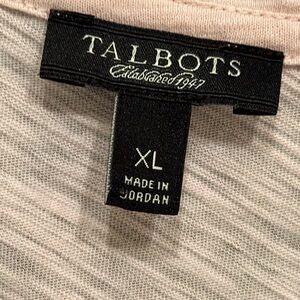 TALBOTS
Established 1947
XL
MADE IN
JORDAN